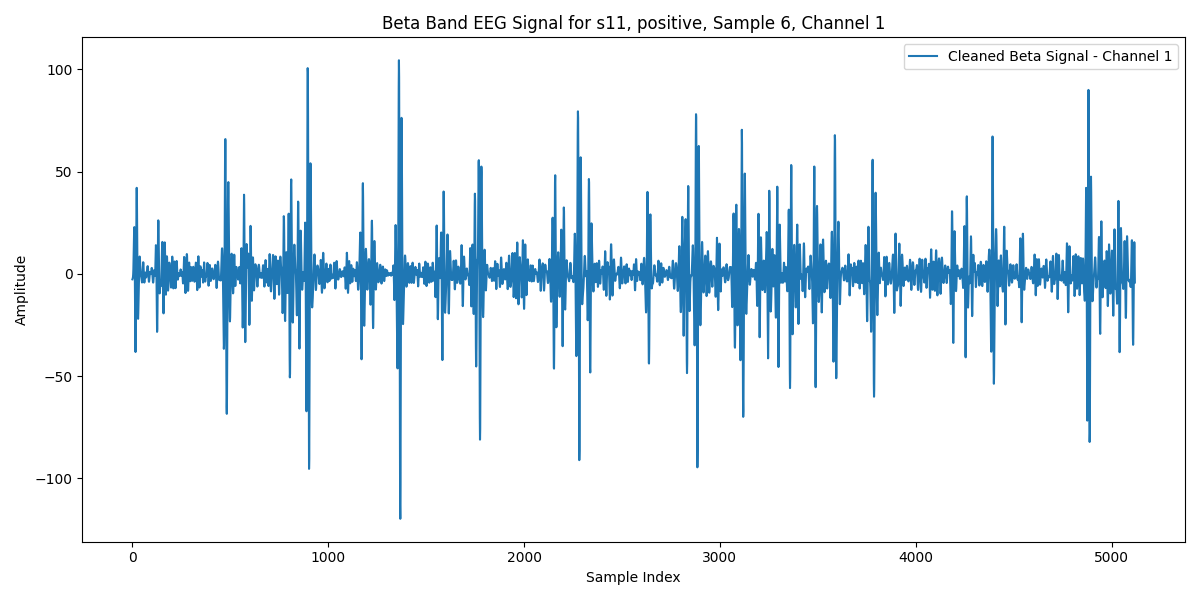 Beta Band EEG Signal for s11, positive, Sample 6, Channel 1
Cleaned Beta Signal - Channel 1
Amplitude
100
50
0
−50
−100
0 1000 2000 3000 4000 5000
Sample Index